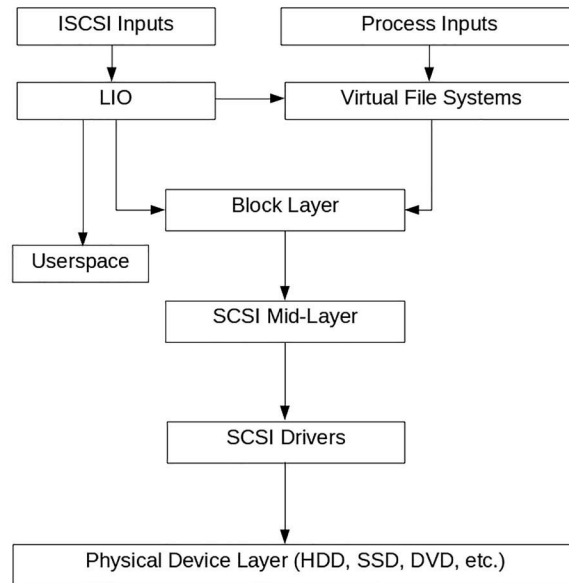 ISCSI Inputs
Process Inputs
LIO
Virtual File Systems
Block Layer
Userspace
SCSI Mid-Layer
SCSI Drivers
Physical Device Layer (HDD, SSD, DVD, etc.)